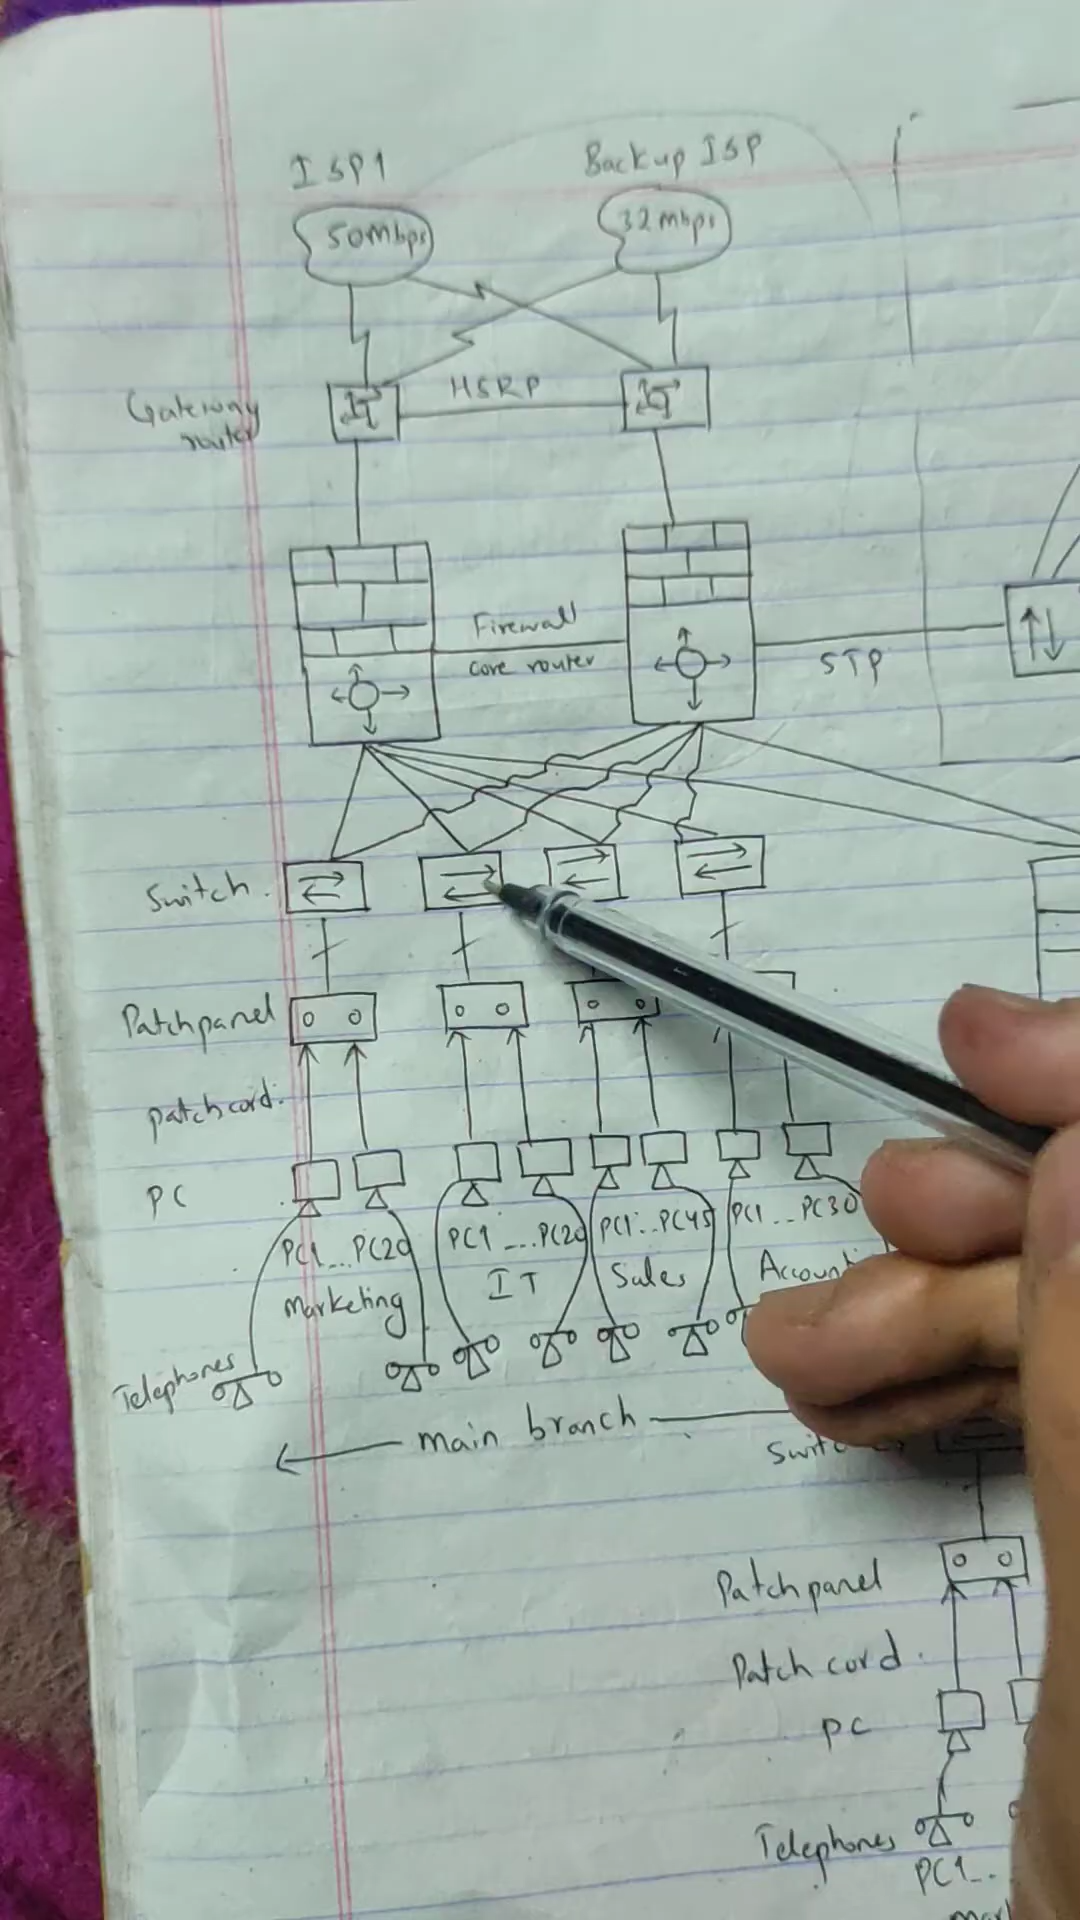 ISP1
Backup ISP
50mbps
32mbps
HSRP
Gateway
router
Firewall
core router
STP
Switch.
Patchpanel
patchcord.
PC
PC1...PC20
PC1....PC20
PC1...PC45
PC1...PC30
Marketing
IT
Sales
Telephones
main branch
Patchpanel
Patch cord.
PC
Telephones
PC1..